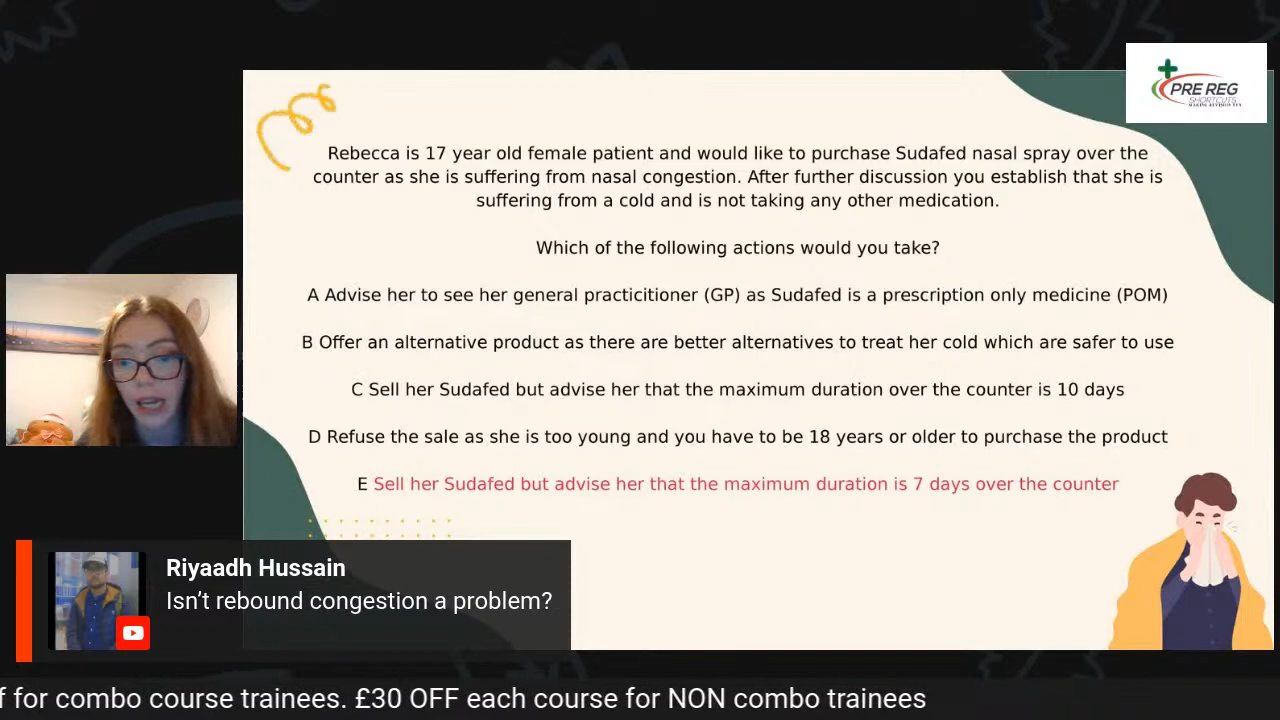 PRE REG
SHORTCUTS
MAKING REVISION FUN
Rebecca is 17 year old female patient and would like to purchase Sudafed nasal spray over the
counter as she is suffering from nasal congestion. After further discussion you establish that she is
suffering from a cold and is not taking any other medication.
Which of the following actions would you take?
A Advise her to see her general practicitioner (GP) as Sudafed is a prescription only medicine (POM)
B Offer an alternative product as there are better alternatives to treat her cold which are safer to use
C Sell her Sudafed but advise her that the maximum duration over the counter is 10 days
D Refuse the sale as she is too young and you have to be 18 years or older to purchase the product
E Sell her Sudafed but advise her that the maximum duration is 7 days over the counter
Riyaadh Hussain
Isn’t rebound congestion a problem?
f for combo course trainees. £30 OFF each course for NON combo trainees